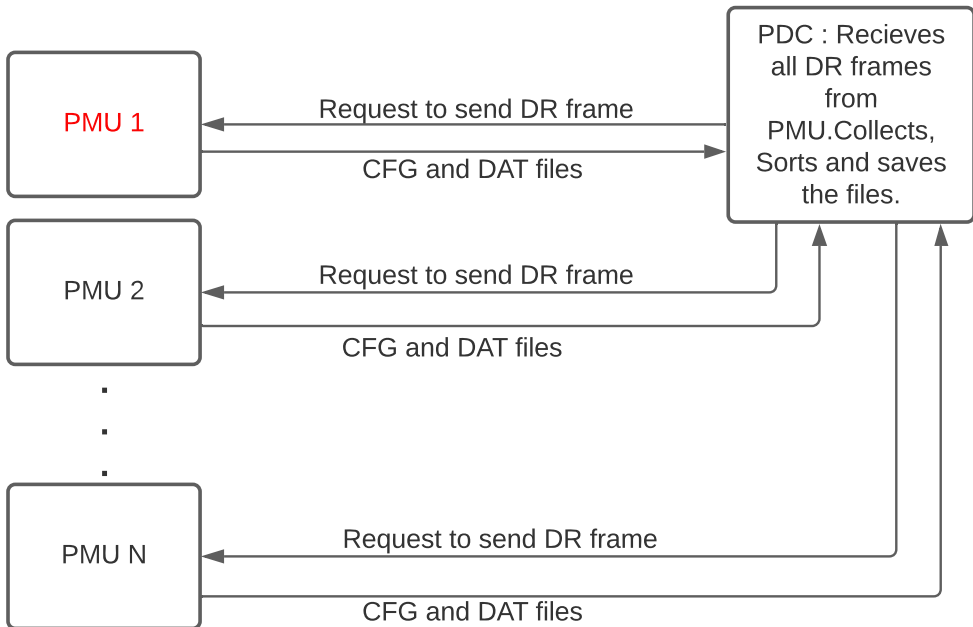 PDC : Recieves
all DR frames
from
PMU.Collects,
Sorts and saves
the files.
PMU 1
Request to send DR frame
CFG and DAT files
PMU 2
Request to send DR frame
CFG and DAT files
.
.
.
PMU N
Request to send DR frame
CFG and DAT files